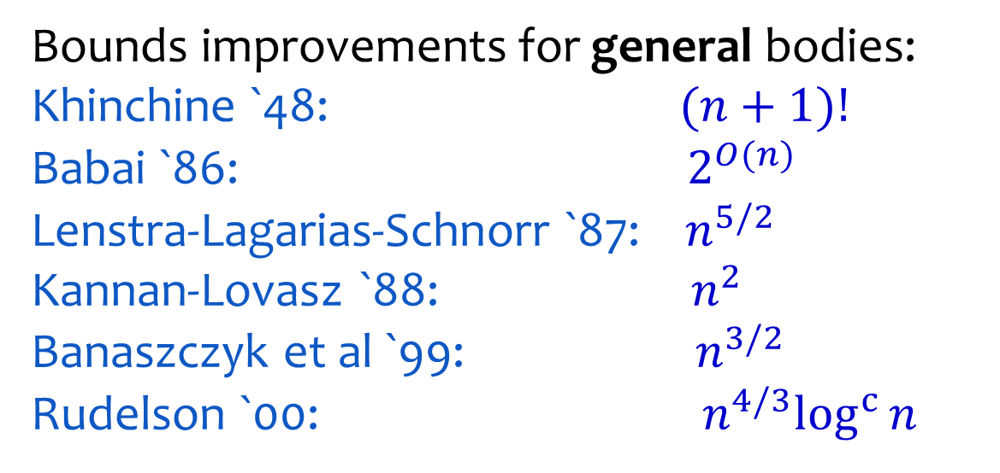 Bounds improvements for general bodies:
Khinchine `48: (n + 1)!
Babai `86: 2^{O(n)}
Lenstra-Lagarias-Schnorr `87: n^{5/2}
Kannan-Lovasz `88: n^2
Banaszczyk et al `99: n^{3/2}
Rudelson `00: n^{4/3} log^c n